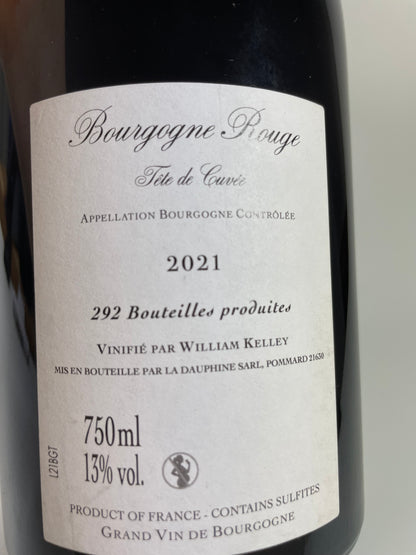 Bourgogne Rouge
Tête de Cuvée
APPELLATION BOURGOGNE CONTRÔLÉE
2021
292 Bouteilles produites
VINIFIÉ PAR WILLIAM KELLEY
MIS EN BOUTEILLE PAR LA DAUPHINE SARL, POMMARD 21630
750ml
13% vol.
L21BGT
PRODUCT OF FRANCE - CONTAINS SULFITES
GRAND VIN DE BOURGOGNE